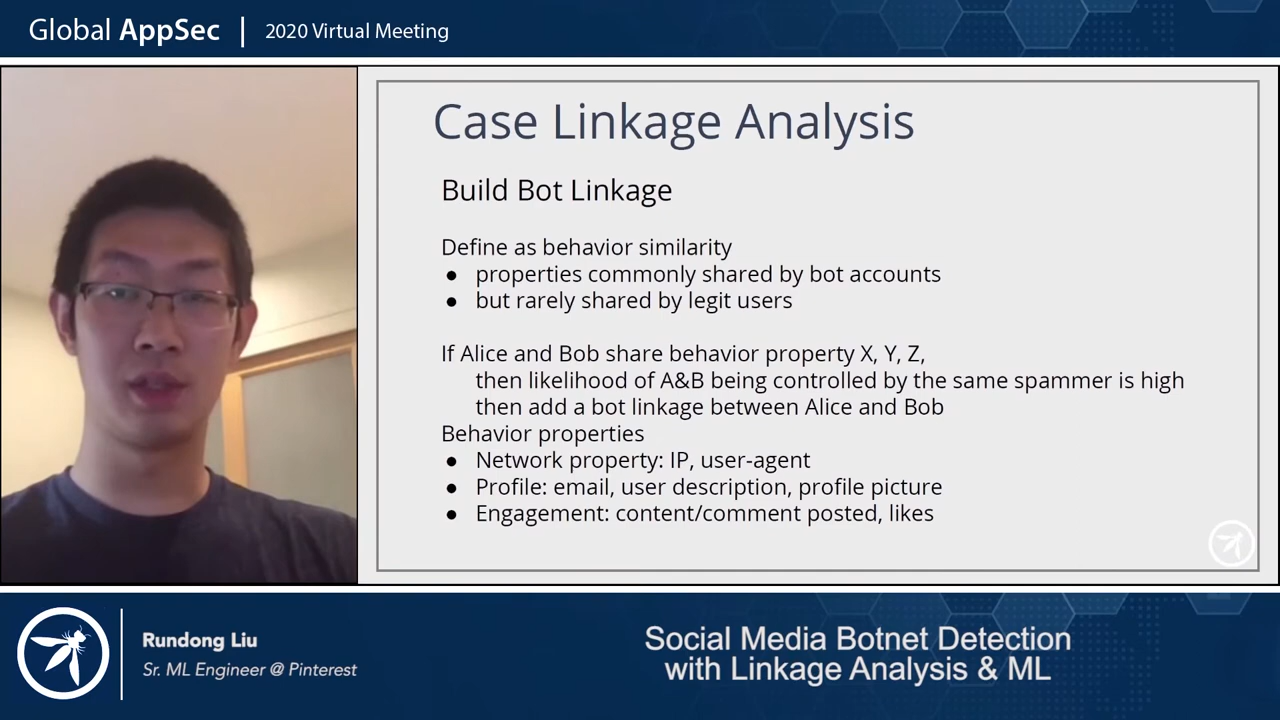 Global AppSec | 2020 Virtual Meeting
Case Linkage Analysis
Build Bot Linkage
Define as behavior similarity
● properties commonly shared by bot accounts
● but rarely shared by legit users
If Alice and Bob share behavior property X, Y, Z,
then likelihood of A&B being controlled by the same spammer is high
then add a bot linkage between Alice and Bob
Behavior properties
● Network property: IP, user-agent
● Profile: email, user description, profile picture
● Engagement: content/comment posted, likes
Rundong Liu
Sr. ML Engineer @ Pinterest
Social Media Botnet Detection
with Linkage Analysis & ML